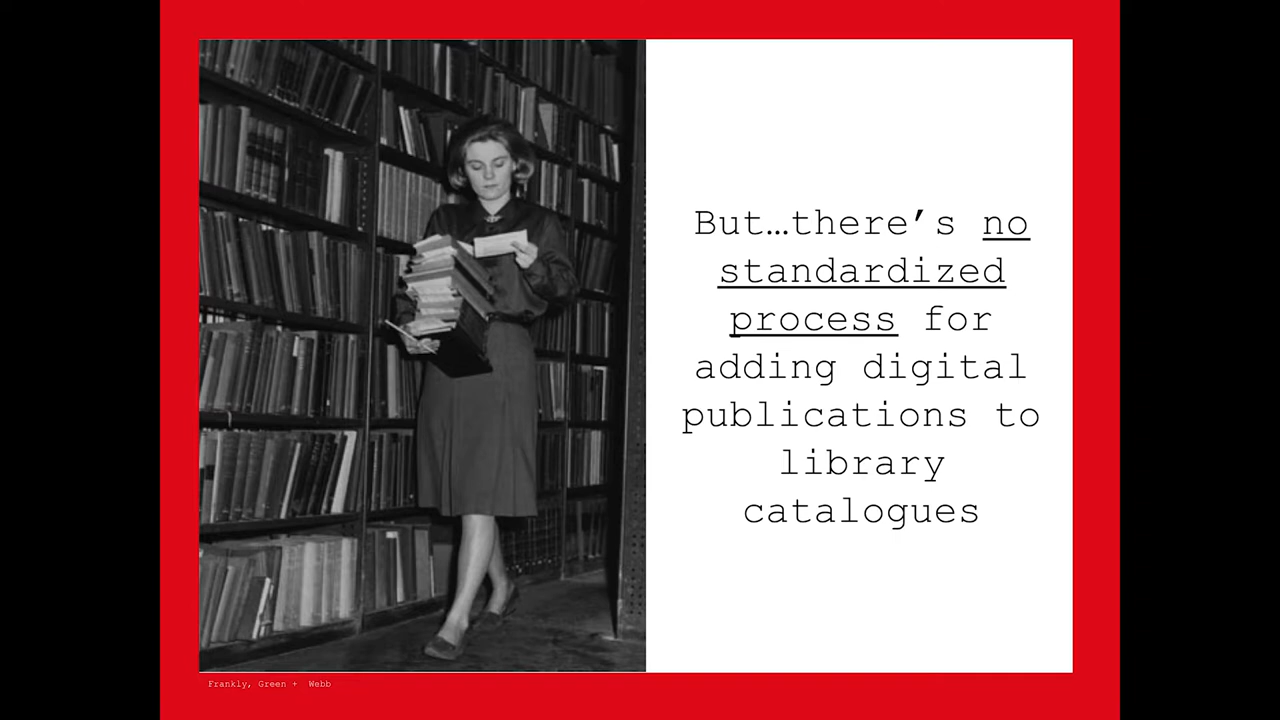 But…there’s no
standardized
process for
adding digital
publications to
library
catalogues
Frankly, Green + Webb